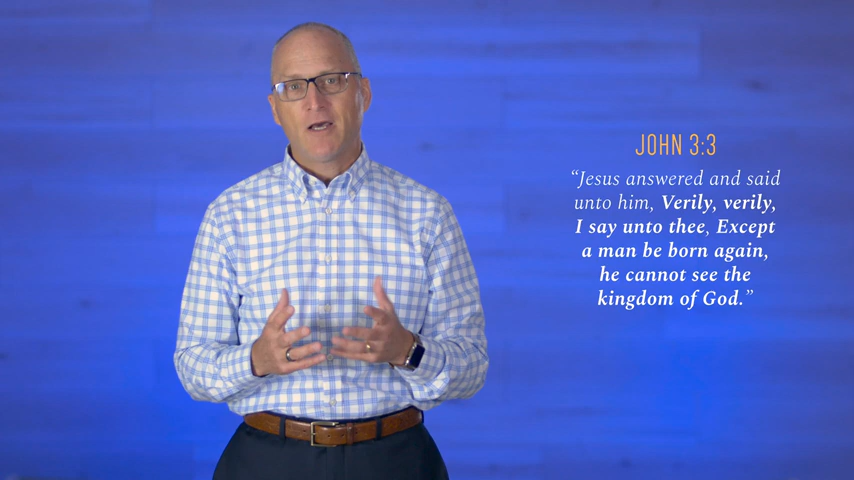 JOHN 3:3
“Jesus answered and said
unto him, Verily, verily,
I say unto thee, Except
a man be born again,
he cannot see the
kingdom of God.”